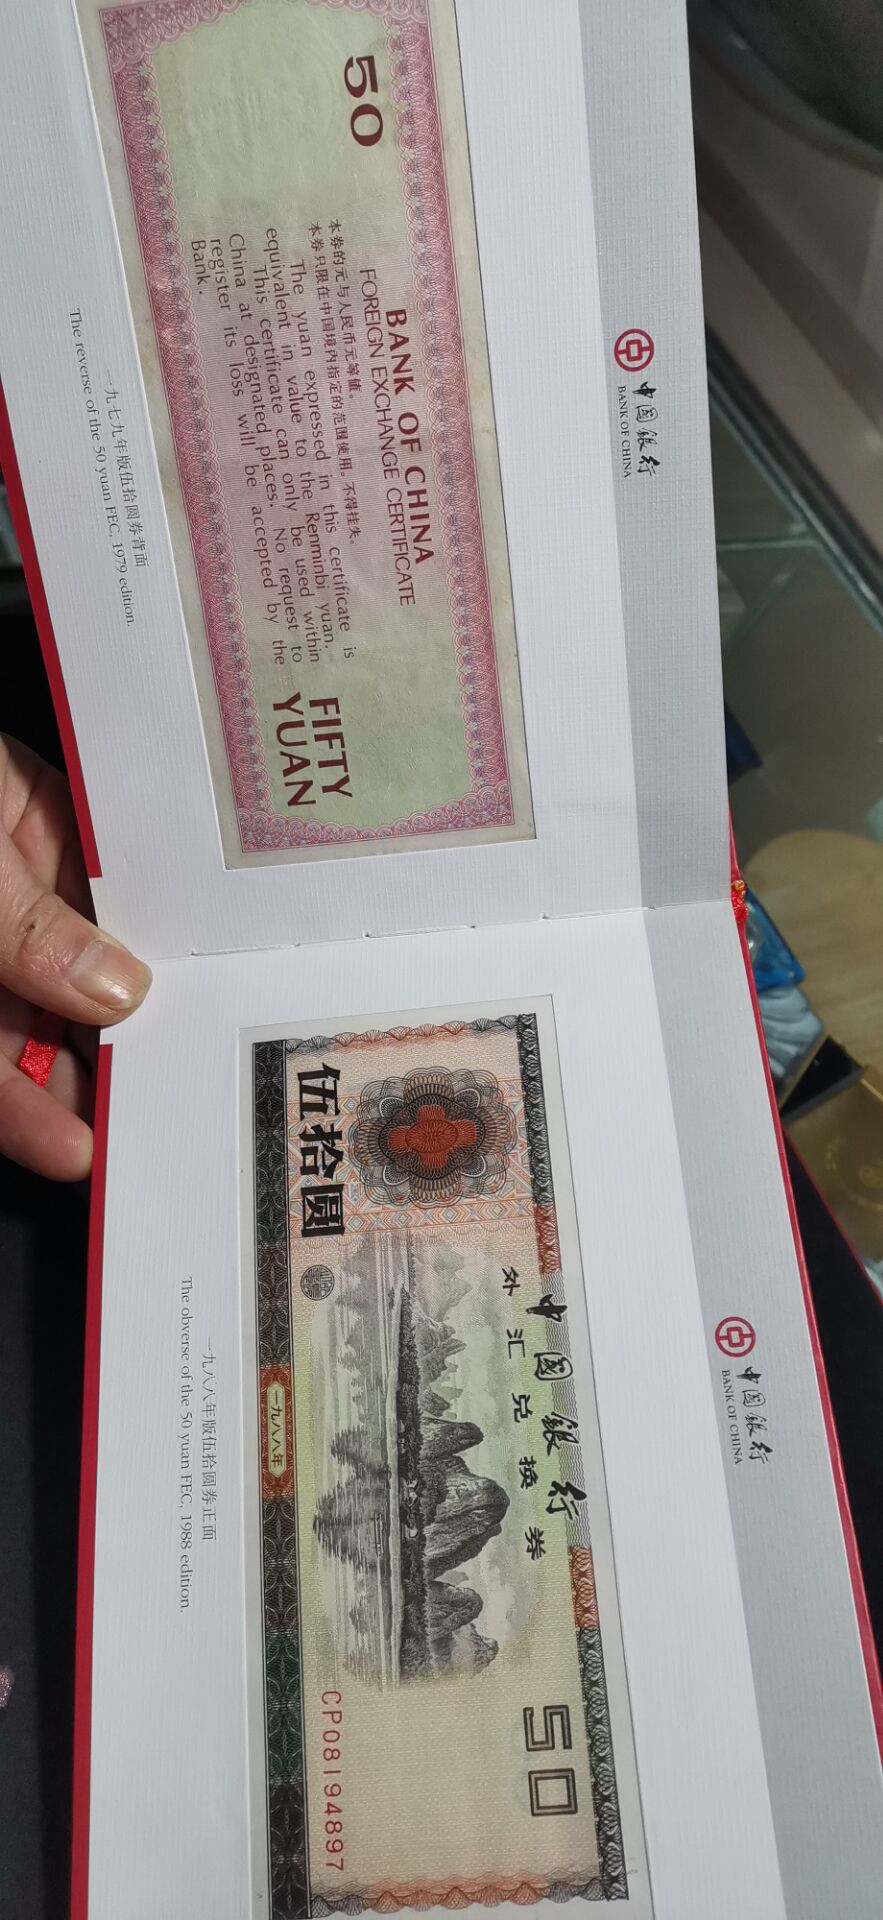 中国银行
BANK OF CHINA
50
BANK OF CHINA
FOREIGN EXCHANGE CERTIFICATE
本券的元与人民币元等值。
本券只限在中国境内指定的范围使用。不得挂失。
The yuan expressed in this certificate is
equivalent in value to the Renminbi yuan.
This certificate can only be used within
China at designated places. No request to
register its loss will be accepted by the
Bank.
FIFTY
YUAN
一九七九年版伍拾圆券背面
The reverse of the 50 yuan FEC, 1979 edition.
中国银行
BANK OF CHINA
中國銀行
外汇兑换券
50
伍拾圆
CP08194897
一九八八年
一九八八年版伍拾圆券正面
The obverse of the 50 yuan FEC, 1988 edition.